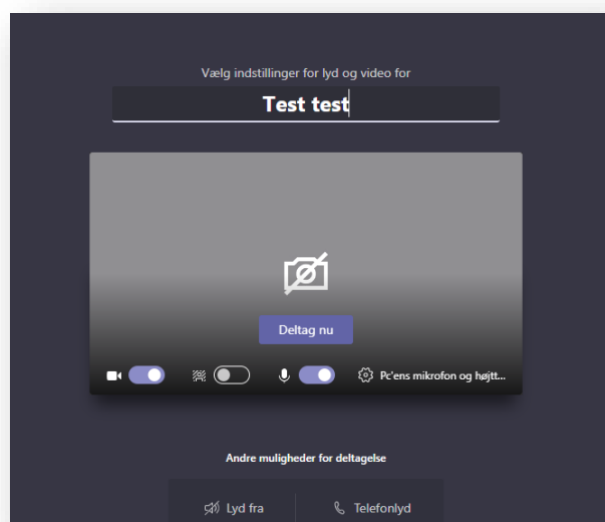 Vælg indstillinger for lyd og video for
Test test
Deltag nu
Pc'ens mikrofon og højtt...
Andre muligheder for deltagelse
Lyd fra
Telefonlyd